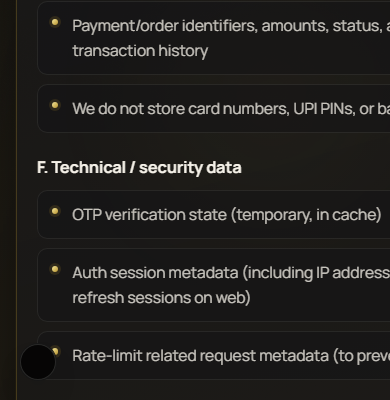 Payment/order identifiers, amounts, status,
transaction history
We do not store card numbers, UPI PINs, or
F. Technical / security data
OTP verification state (temporary, in cache)
Auth session metadata (including IP address
refresh sessions on web)
Rate-limit related request metadata (to